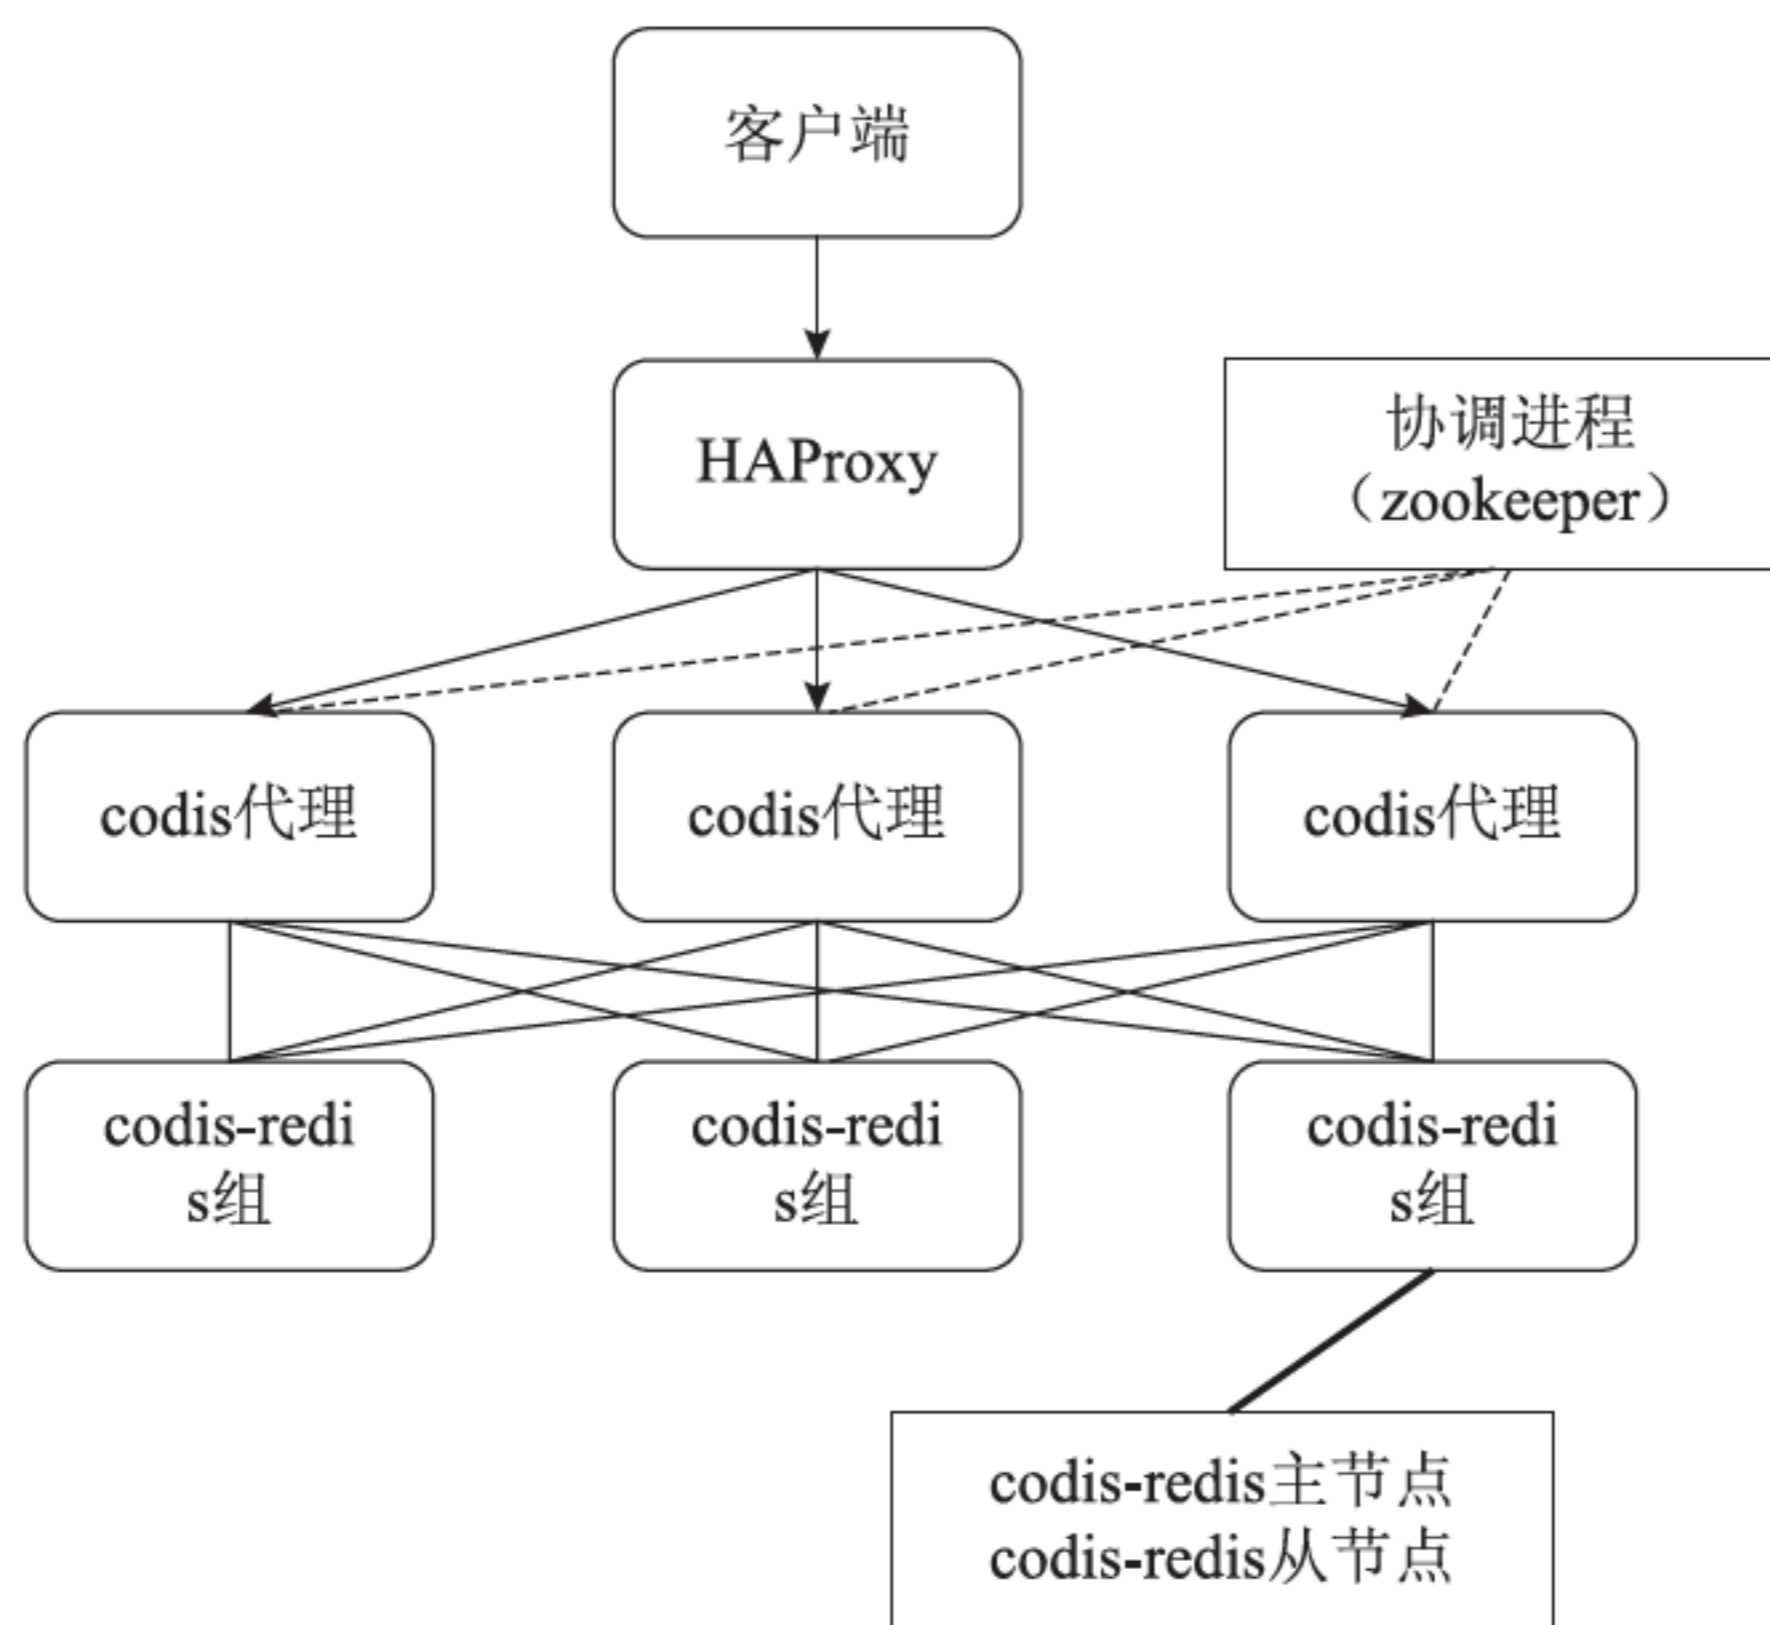 客户端
HAProxy
协调进程
（zookeeper）
codis代理
codis代理
codis代理
codis-redi
s组
codis-redi
s组
codis-redi
s组
codis-redis主节点
codis-redis从节点